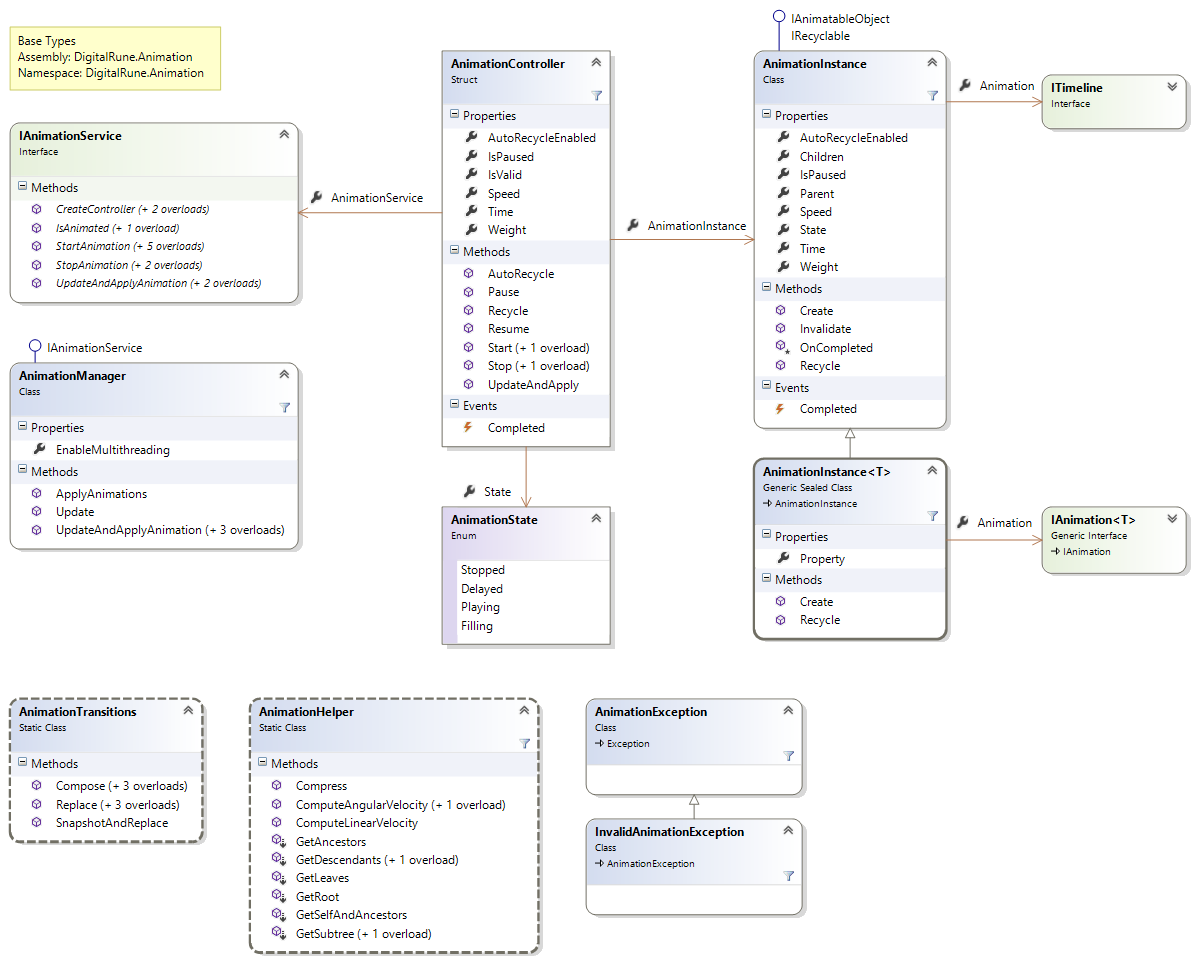 Base Types
Assembly: DigitalRune.Animation
Namespace: DigitalRune.Animation
IAnimationService
Interface
Methods
CreateController (+ 2 overloads)
IsAnimated (+ 1 overload)
StartAnimation (+ 5 overloads)
StopAnimation (+ 2 overloads)
UpdateAndApplyAnimation (+ 2 overloads)
IAnimationService
AnimationManager
Class
Properties
EnableMultithreading
Methods
ApplyAnimations
Update
UpdateAndApplyAnimation (+ 3 overloads)
AnimationService
AnimationController
Struct
Properties
AutoRecycleEnabled
IsPaused
IsValid
Speed
Time
Weight
Methods
AutoRecycle
Pause
Recycle
Resume
Start (+ 1 overload)
Stop (+ 1 overload)
UpdateAndApply
Events
Completed
State
AnimationState
Enum
Stopped
Delayed
Playing
Filling
AnimationInstance
IAnimatableObject
IRecyclable
AnimationInstance
Class
Properties
AutoRecycleEnabled
Children
IsPaused
Parent
Speed
State
Time
Weight
Methods
Create
Invalidate
OnCompleted
Recycle
Events
Completed
Animation
ITimeline
Interface
AnimationInstance<T>
Generic Sealed Class
AnimationInstance
Properties
Property
Methods
Create
Recycle
Animation
IAnimation<T>
Generic Interface
IAnimation
AnimationTransitions
Static Class
Methods
Compose (+ 3 overloads)
Replace (+ 3 overloads)
SnapshotAndReplace
AnimationHelper
Static Class
Methods
Compress
ComputeAngularVelocity (+ 1 overload)
ComputeLinearVelocity
GetAncestors
GetDescendants (+ 1 overload)
GetLeaves
GetRoot
GetSelfAndAncestors
GetSubtree (+ 1 overload)
AnimationException
Class
Exception
InvalidAnimationException
Class
AnimationException